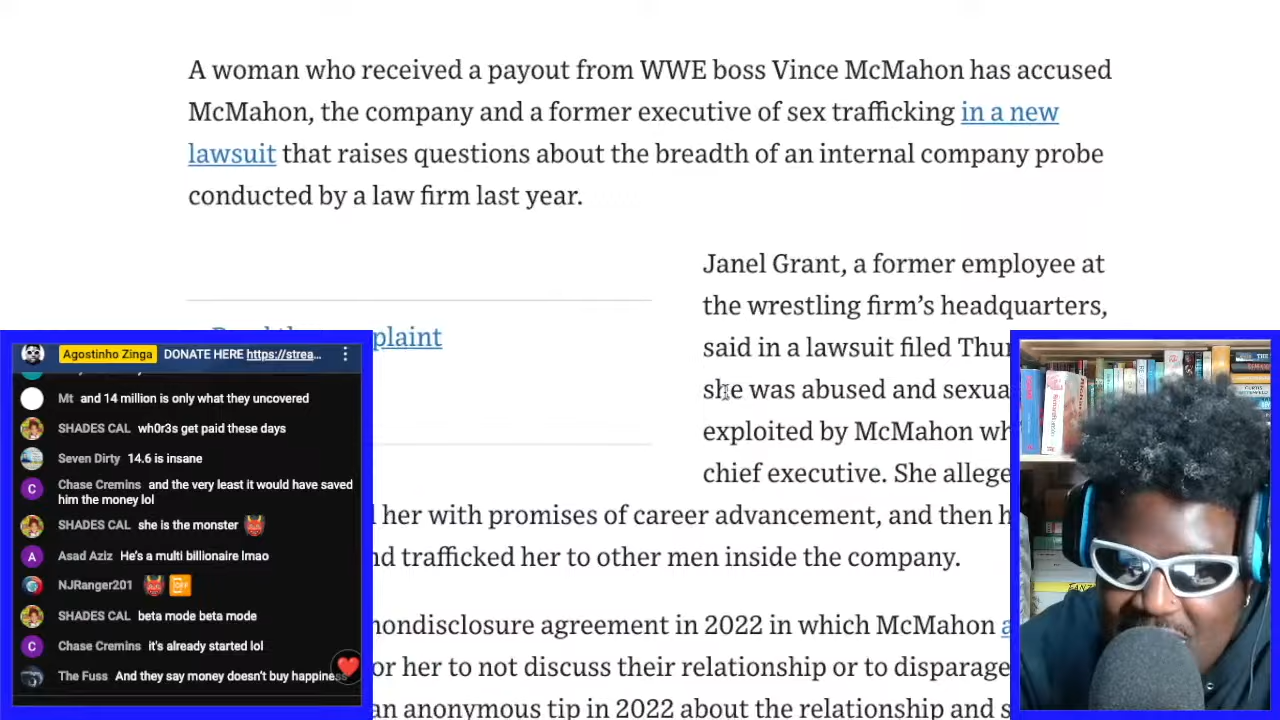 A woman who received a payout from WWE boss Vince McMahon has accused
McMahon, the company and a former executive of sex trafficking in a new
lawsuit that raises questions about the breadth of an internal company probe
conducted by a law firm last year.
Janel Grant, a former employee at
the wrestling firm's headquarters,
said in a lawsuit filed Thur
she was abused and sexua
exploited by McMahon wh
chief executive. She allege
her with promises of career advancement, and then h
nd trafficked her to other men inside the company.
nondisclosure agreement in 2022 in which McMahon a
or her to not discuss their relationship or to disparage
an anonymous tip in 2022 about the relationship and s
plaint
Agostinho Zinga DONATE HERE https://strea...
Mt and 14 million is only what they uncovered
SHADES CAL wh0r3s get paid these days
Seven Dirty 14.6 is insane
Chase Cremins and the very least it would have saved
him the money lol
SHADES CAL she is the monster
Asad Aziz He's a multi billionaire lmao
NJRanger201
SHADES CAL beta mode beta mode
Chase Cremins it's already started lol
The Fuss And they say money doesn't buy happiness